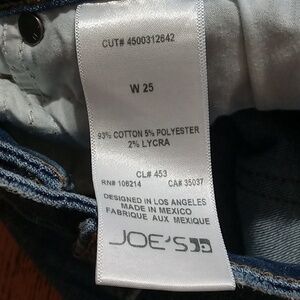 CUT# 4500312642
W 25
93% COTTON 5% POLYESTER
2% LYCRA
CL# 453
RN# 106214 CA# 35037
DESIGNED IN LOS ANGELES
MADE IN MEXICO
FABRIQUE AUX MEXIQUE
JOE'S